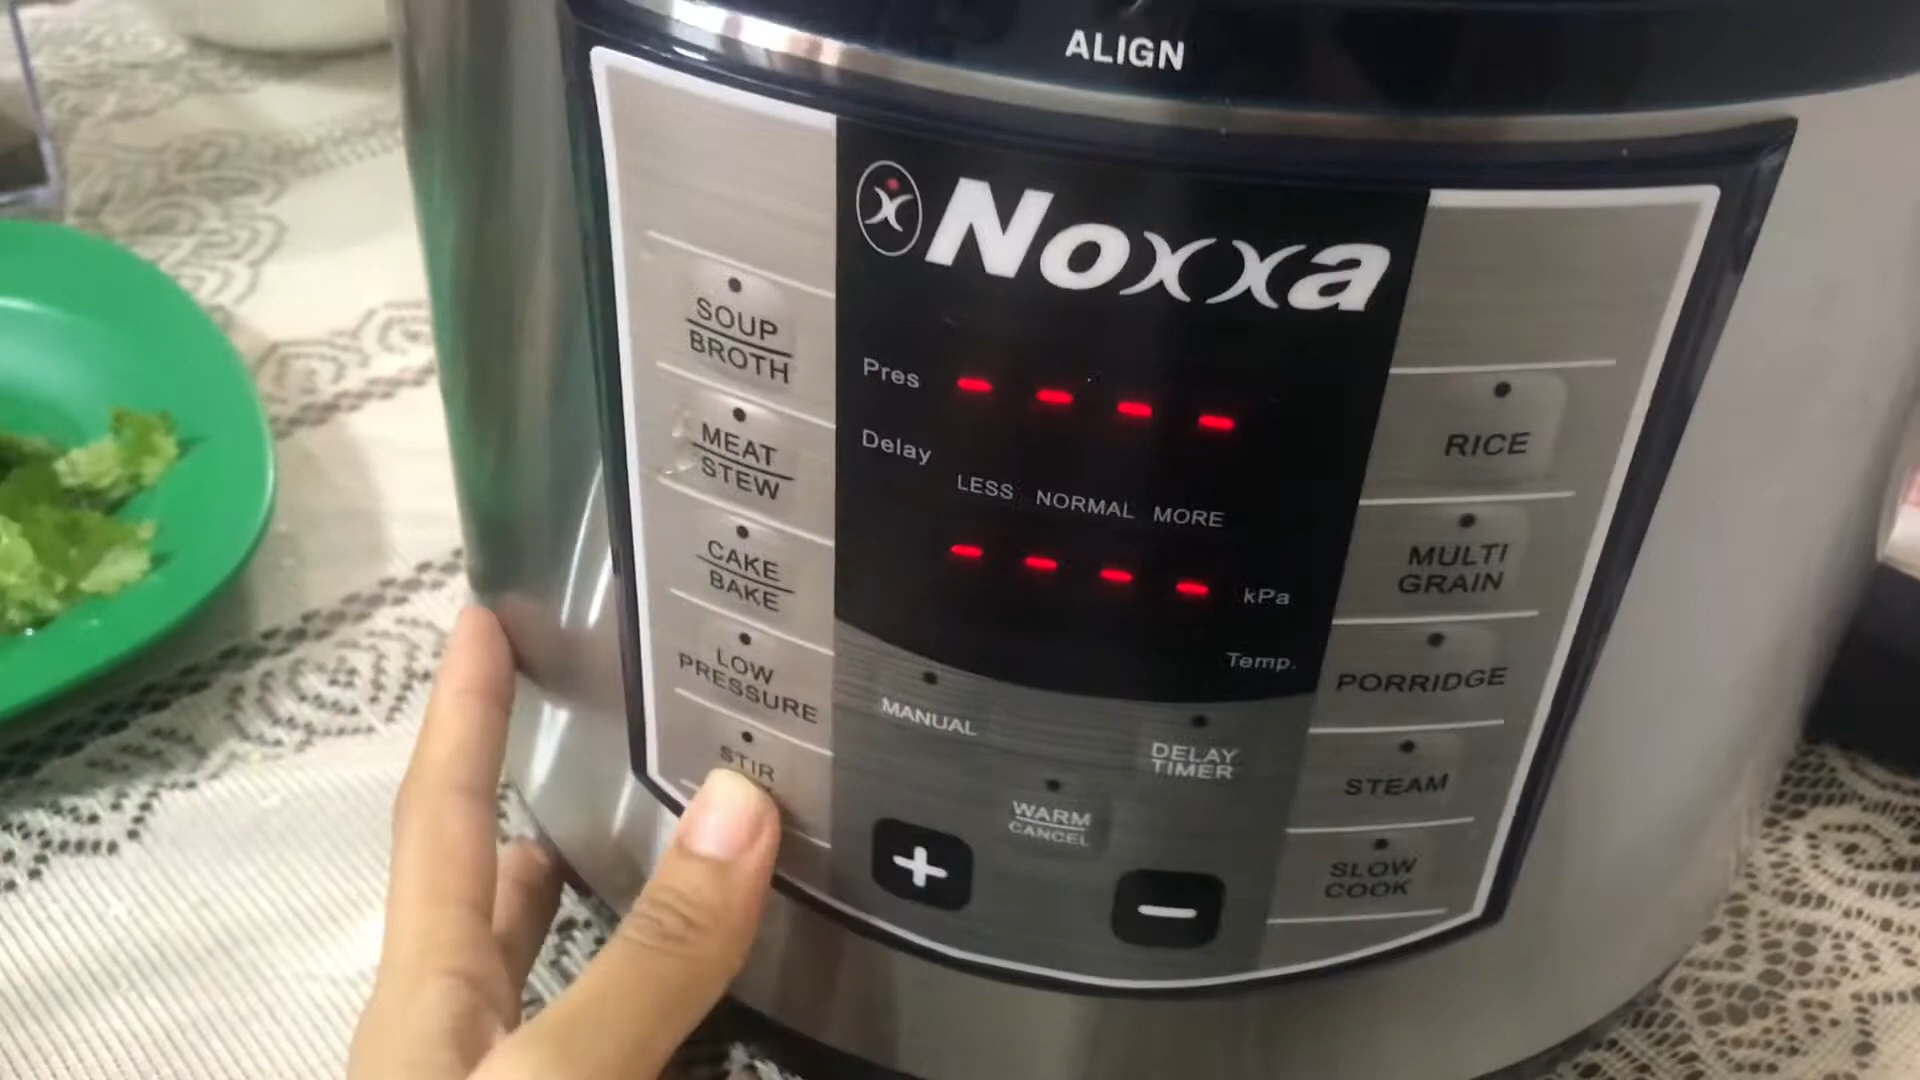 ALIGN
Noxxa
SOUP
BROTH
MEAT
STEW
CAKE
BAKE
LOW
PRESSURE
STIR
Pres
- - - -
Delay
LESS NORMAL MORE
- - - -
kPa
Temp.
MANUAL
DELAY
TIMER
WARM
CANCEL
+
-
RICE
MULTI
GRAIN
PORRIDGE
STEAM
SLOW
COOK